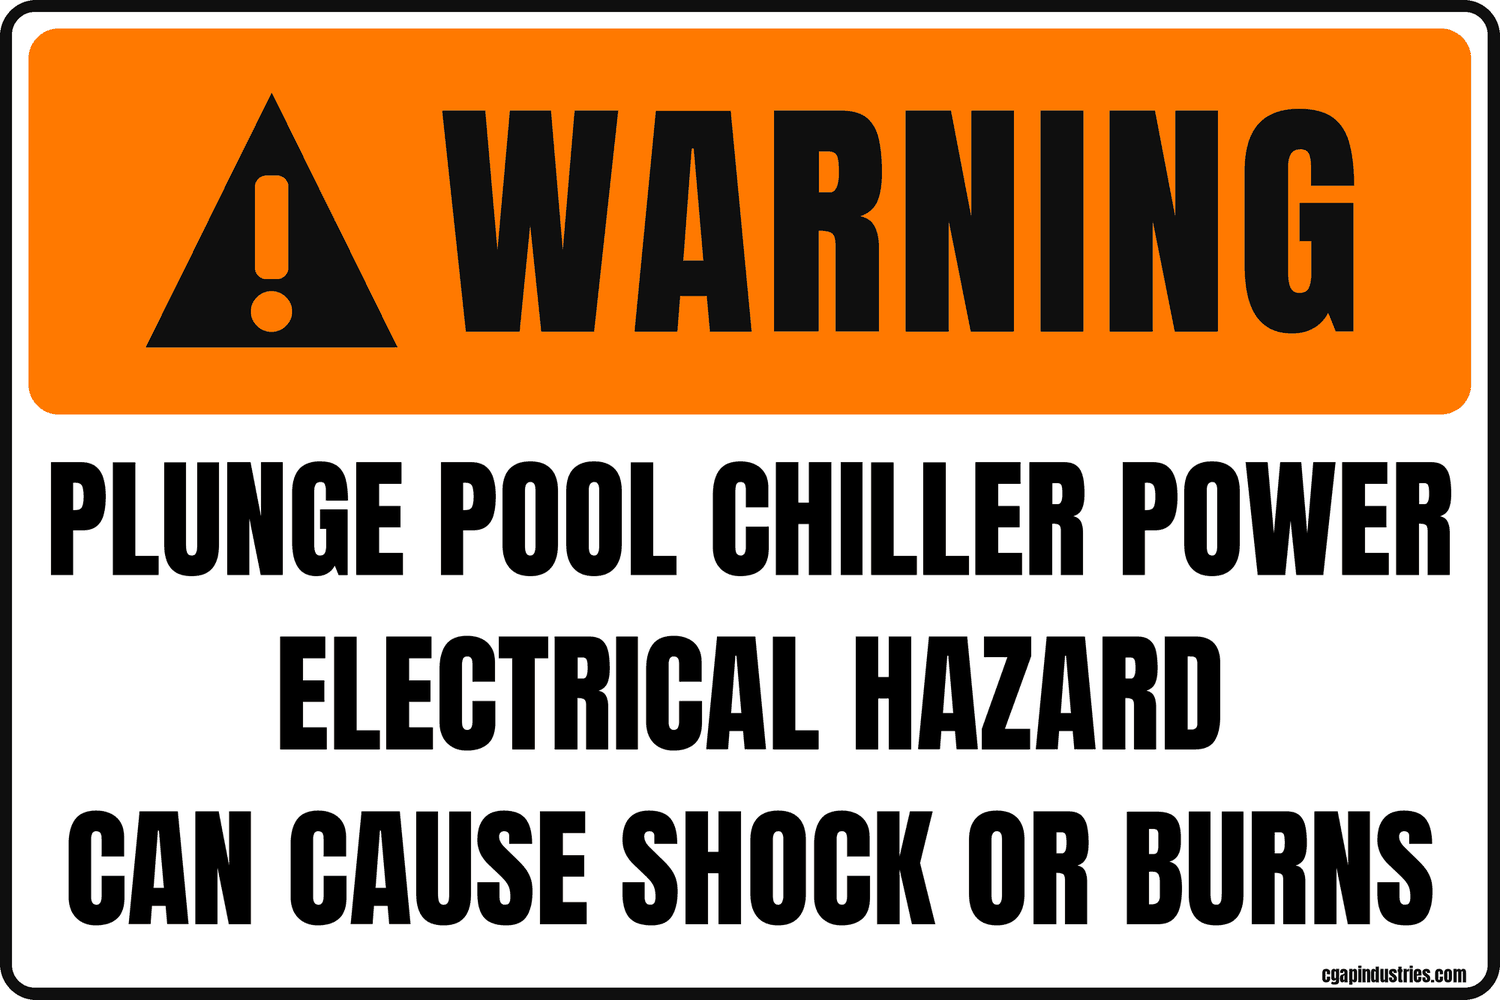 WARNING
PLUNGE POOL CHILLER POWER
ELECTRICAL HAZARD
CAN CAUSE SHOCK OR BURNS
cgapindustries.com